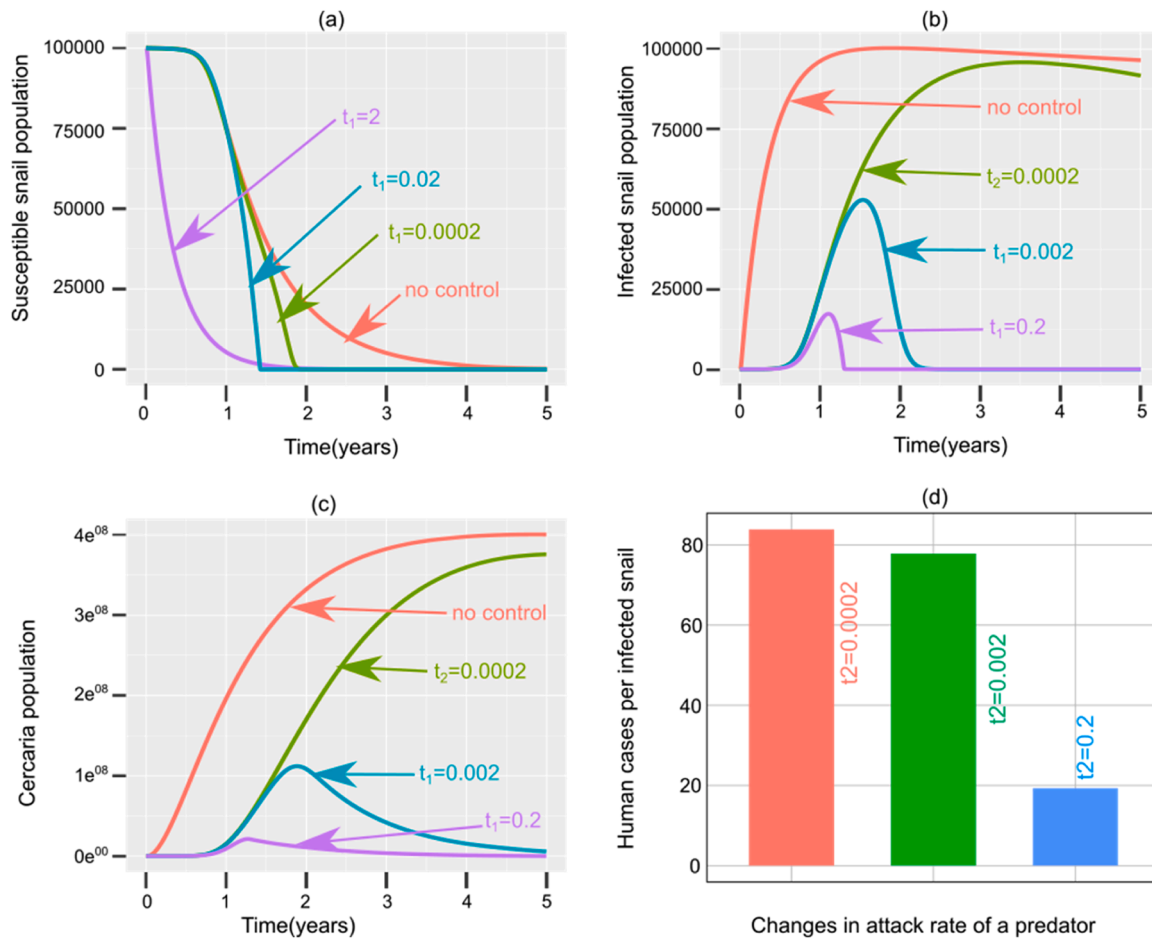 (a)
Susceptible snail population
100000
75000
50000
25000
0
t1=2
t1=0.02
t1=0.0002
no control
0 1 2 3 4 5
Time(years)
(b)
Infected snail population
100000
75000
50000
25000
0
no control
t2=0.0002
t1=0.002
t1=0.2
0 1 2 3 4 5
Time(years)
(c)
Cercaria population
4e08
3e08
2e08
1e08
0e00
no control
t2=0.0002
t1=0.002
t1=0.2
0 1 2 3 4 5
Time(years)
(d)
Human cases per infected snail
80
60
40
20
0
t2=0.0002
t2=0.002
t2=0.2
Changes in attack rate of a predator